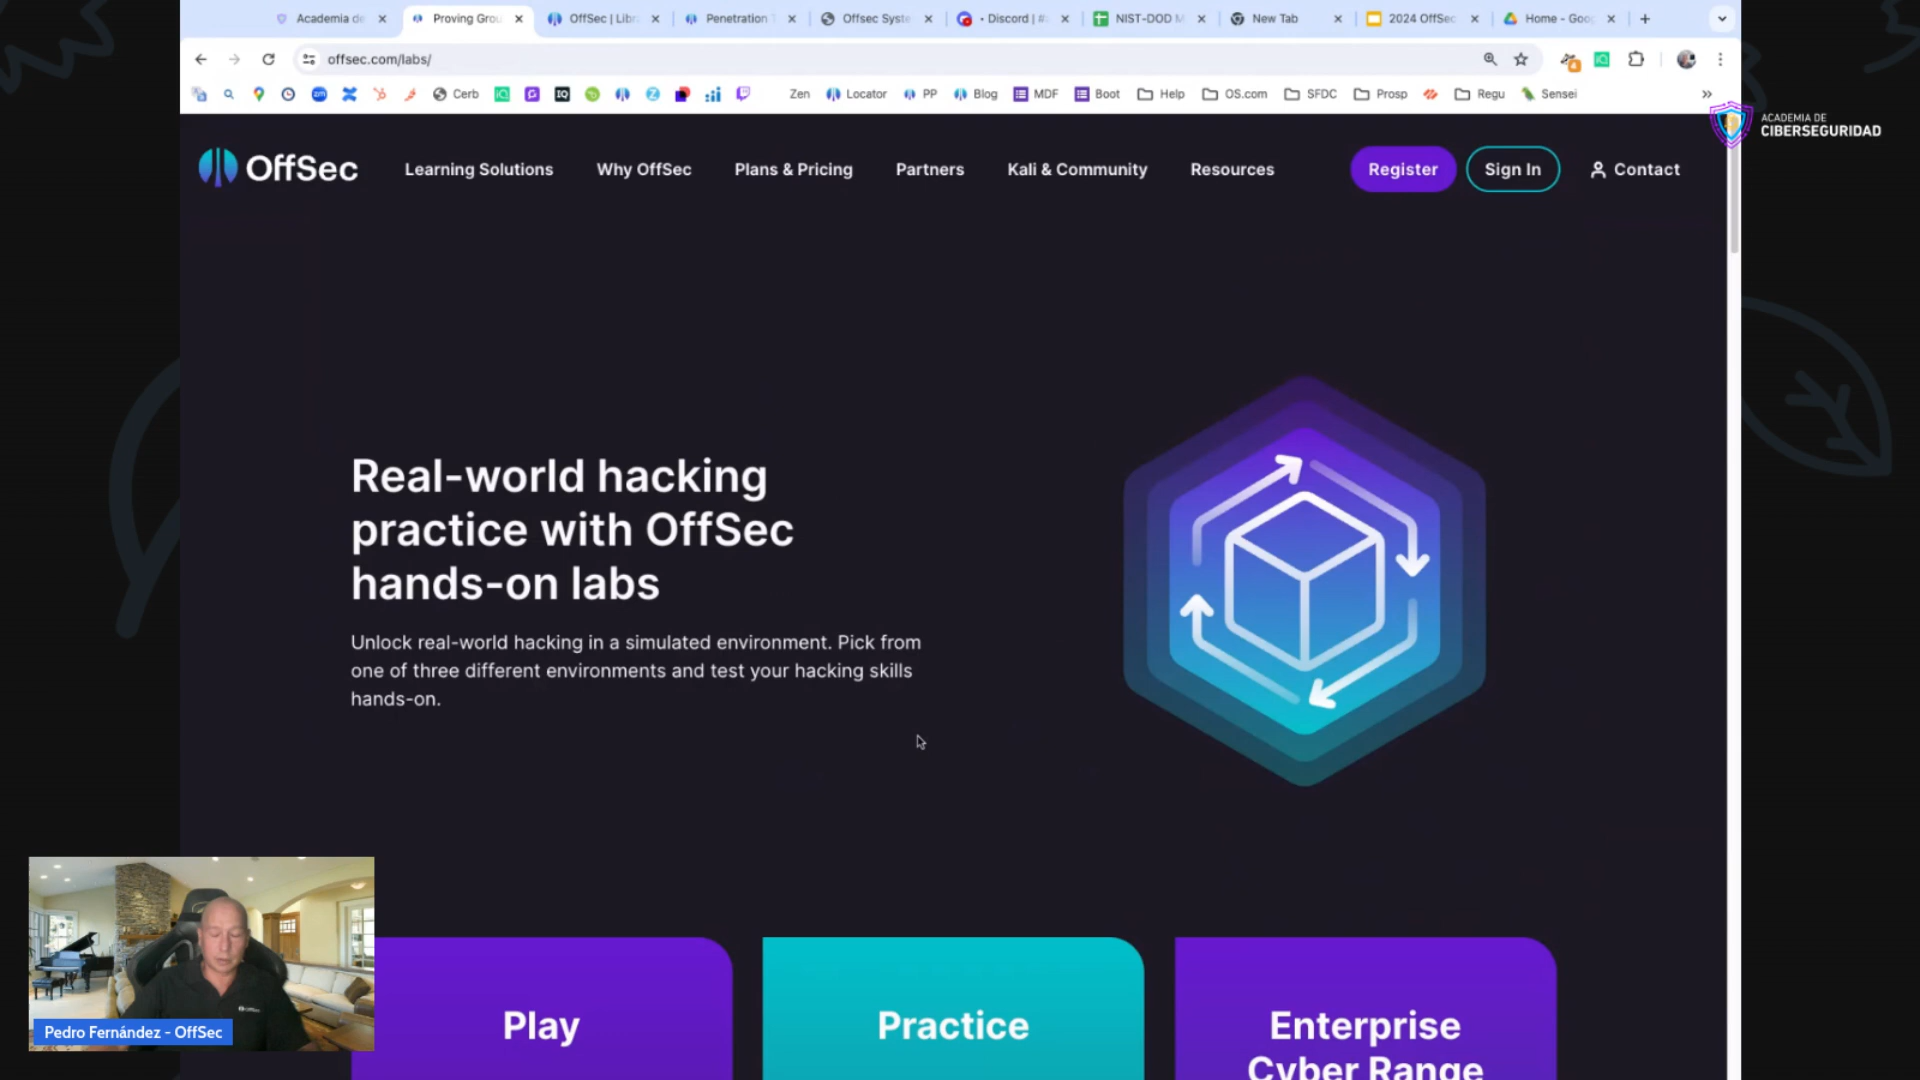 Academia de
Proving Grou
OffSec | Libr
Penetration T
Offsec Syste
• Discord | #
NIST-DOD M
New Tab
2024 OffSec
Home - Goo
offsec.com/labs/
Cerb
Zen
Locator
PP
Blog
MDF
Boot
Help
OS.com
SFDC
Prosp
Regu
Sensei
ACADEMIA DE
CIBERSEGURIDAD
OffSec
Learning Solutions
Why OffSec
Plans & Pricing
Partners
Kali & Community
Resources
Register
Sign In
Contact
Real-world hacking
practice with OffSec
hands-on labs
Unlock real-world hacking in a simulated environment. Pick from
one of three different environments and test your hacking skills
hands-on.
Play
Practice
Enterprise
Cyber Range
Pedro Fernández - OffSec